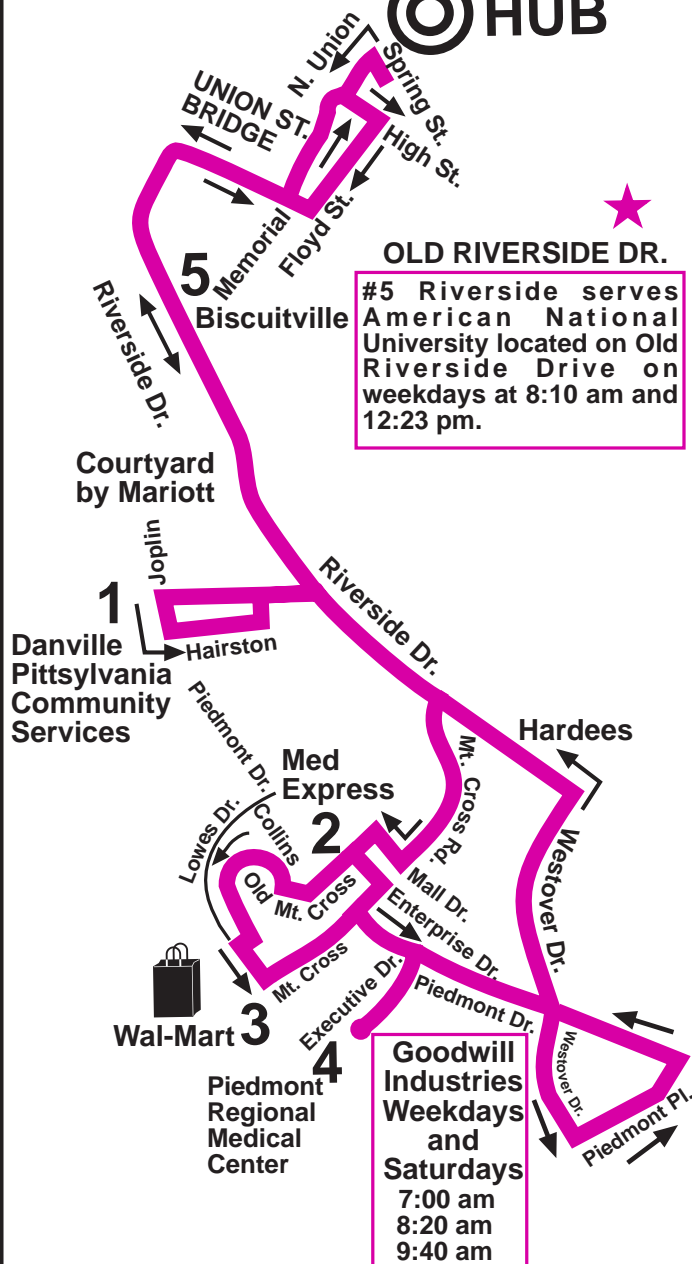 HUB
N. Union
Spring St.
UNION ST.
BRIDGE
High St.
Memorial
Floyd St.
OLD RIVERSIDE DR.
5
Biscuitville
#5 Riverside serves
American National
University located on Old
Riverside Drive on
weekdays at 8:10 am and
12:23 pm.
Riverside Dr.
Courtyard
by Mariott
Joplin
1
Hairston
Danville
Pittsylvania
Community
Services
Riverside Dr.
Piedmont Dr.
Hardees
Med
Express
Mt. Cross Rd.
Lowes Dr.
Collins
2
Old Mt. Cross
Mall Dr.
Enterprise Dr.
Westover Dr.
Mt. Cross
Wal-Mart
3
Executive Dr.
Piedmont Dr.
Westover Dr.
Piedmont Pl.
4
Piedmont
Regional
Medical
Center
Goodwill
Industries
Weekdays
and
Saturdays
7:00 am
8:20 am
9:40 am